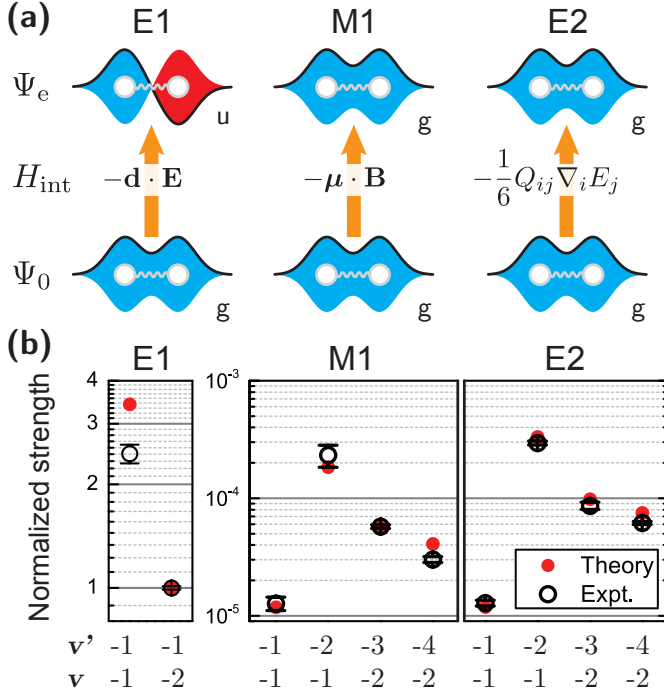 (a)
E1 M1 E2
Ψe u g g
Hint −d · E −μ · B −1/6 Qij∇iEj
Ψ0 g g g
(b)
E1 M1 E2
Normalized strength
4
3
2
1
10⁻³
10⁻⁴
10⁻⁵
Theory
Expt.
v' -1 -1 -1 -2 -3 -4 -1 -2 -3 -4
v -1 -2 -1 -1 -2 -2 -1 -1 -2 -2